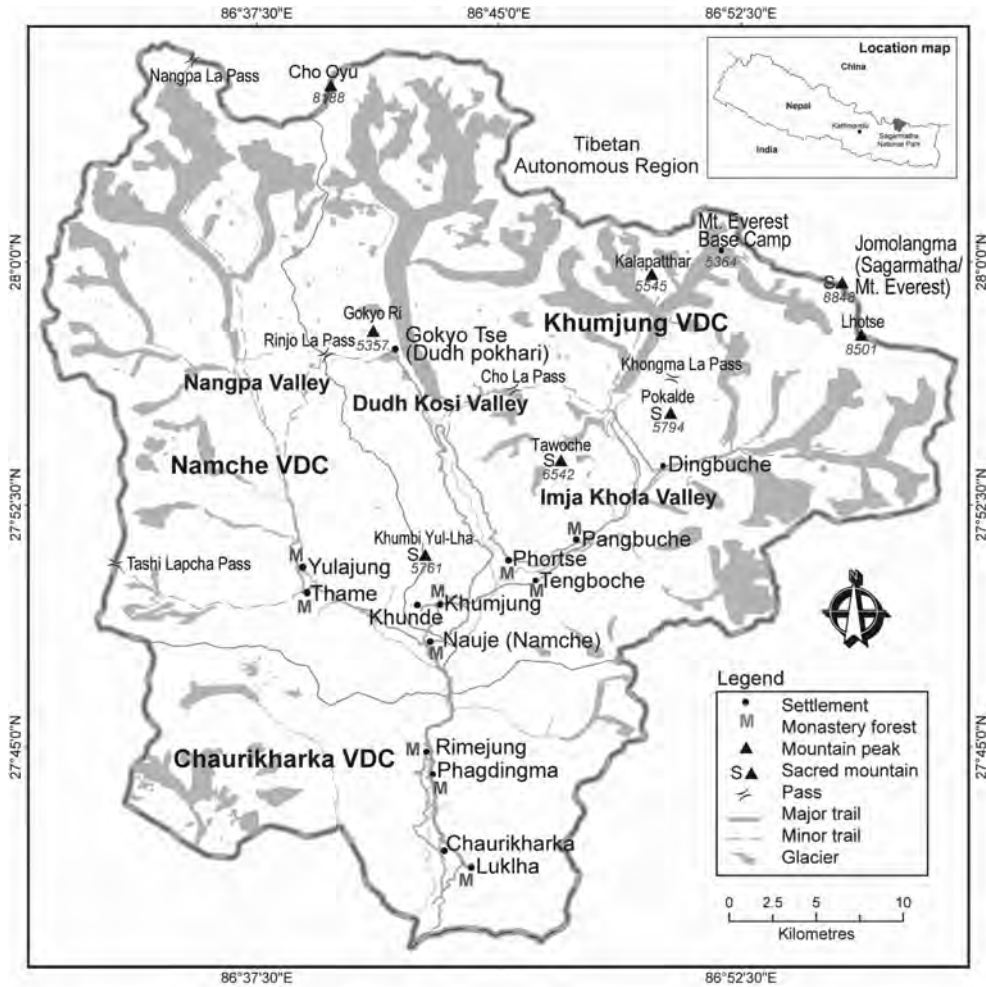 86°37'30"E
86°45'0"E
86°52'30"E
Location map
China
Nepal
Kathmandu
Sagarmatha
National Park
India
Nangpa La Pass
Cho Oyu
8188
Tibetan
Autonomous Region
Mt. Everest
Base Camp
5364
28°0'0"N
28°0'0"N
Kalapatthar
5545
Jomolangma
(Sagarmatha/
Mt. Everest)
S
8848
Lhotse
8501
Gokyo Ri
5357
Khumjung VDC
Rinjo La Pass
Gokyo Tse
(Dudh pokhari)
Khongma La Pass
Nangpa Valley
Cho La Pass
Dudh Kosi Valley
Pokalde
S
5794
Namche VDC
Tawoche
S
6542
Dingbuche
Imja Khola Valley
27°52'30"N
27°52'30"N
Khumbi Yul-Lha
S
5761
M
Pangbuche
Tashi Lapcha Pass
M
Yulajung
Phortse
M
Tengboche
M
Thame
M
M
Khunde
Khumjung
Nauje (Namche)
M
Legend
Settlement
M
Monastery forest
Mountain peak
S
Sacred mountain
Pass
Major trail
Minor trail
Glacier
27°45'0"N
27°45'0"N
Chaurikharka VDC
M
Rimejung
Phagdingma
M
Chaurikharka
Luklha
M
0 2.5 5 10
Kilometres
86°37'30"E
86°52'30"E